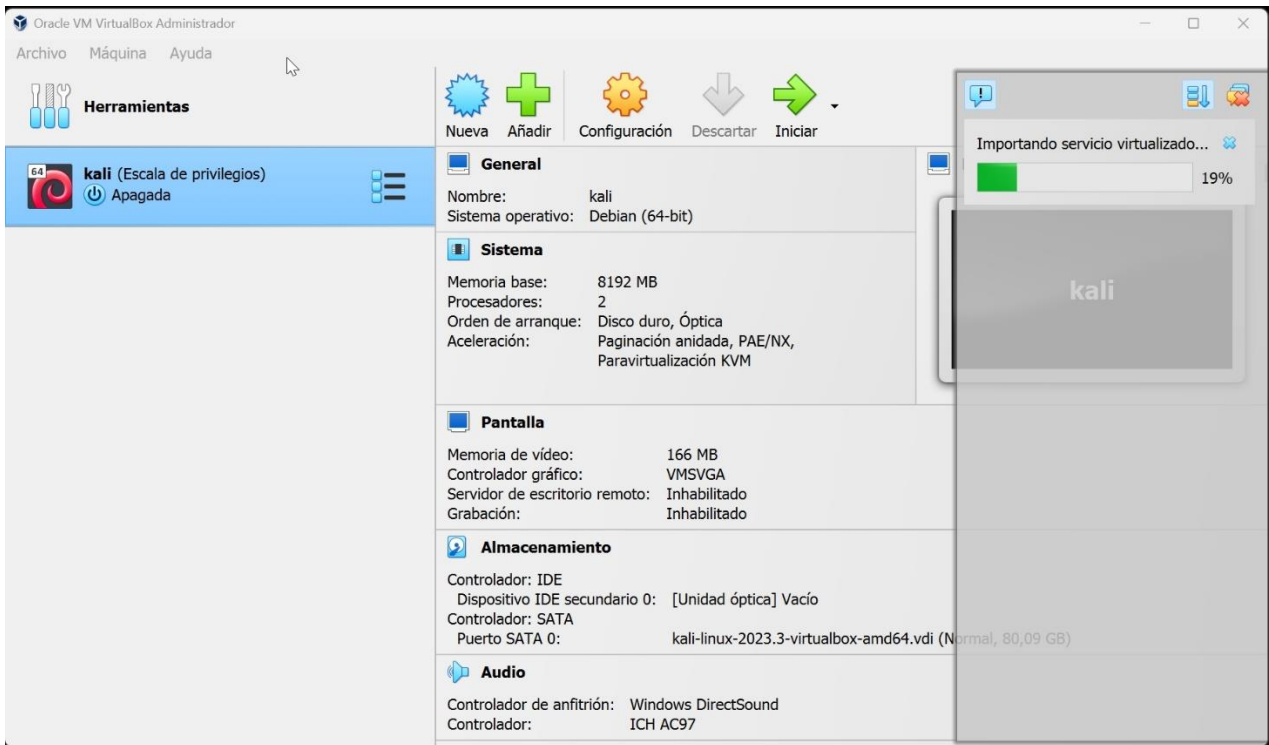 Oracle VM VirtualBox Administrador
Archivo Máquina Ayuda
Herramientas
Nueva Añadir Configuración Descartar Iniciar
64
kali (Escala de privilegios)
Apagada
General
Nombre: kali
Sistema operativo: Debian (64-bit)
Sistema
Memoria base: 8192 MB
Procesadores: 2
Orden de arranque: Disco duro, Óptica
Aceleración: Paginación anidada, PAE/NX,
Paravirtualización KVM
Pantalla
Memoria de vídeo: 166 MB
Controlador gráfico: VMSVGA
Servidor de escritorio remoto: Inhabilitado
Grabación: Inhabilitado
Almacenamiento
Controlador: IDE
Dispositivo IDE secundario 0: [Unidad óptica] Vacío
Controlador: SATA
Puerto SATA 0: kali-linux-2023.3-virtualbox-amd64.vdi (Normal, 80,09 GB)
Audio
Controlador de anfitrión: Windows DirectSound
Controlador: ICH AC97
Importando servicio virtualizado...
19%
kali